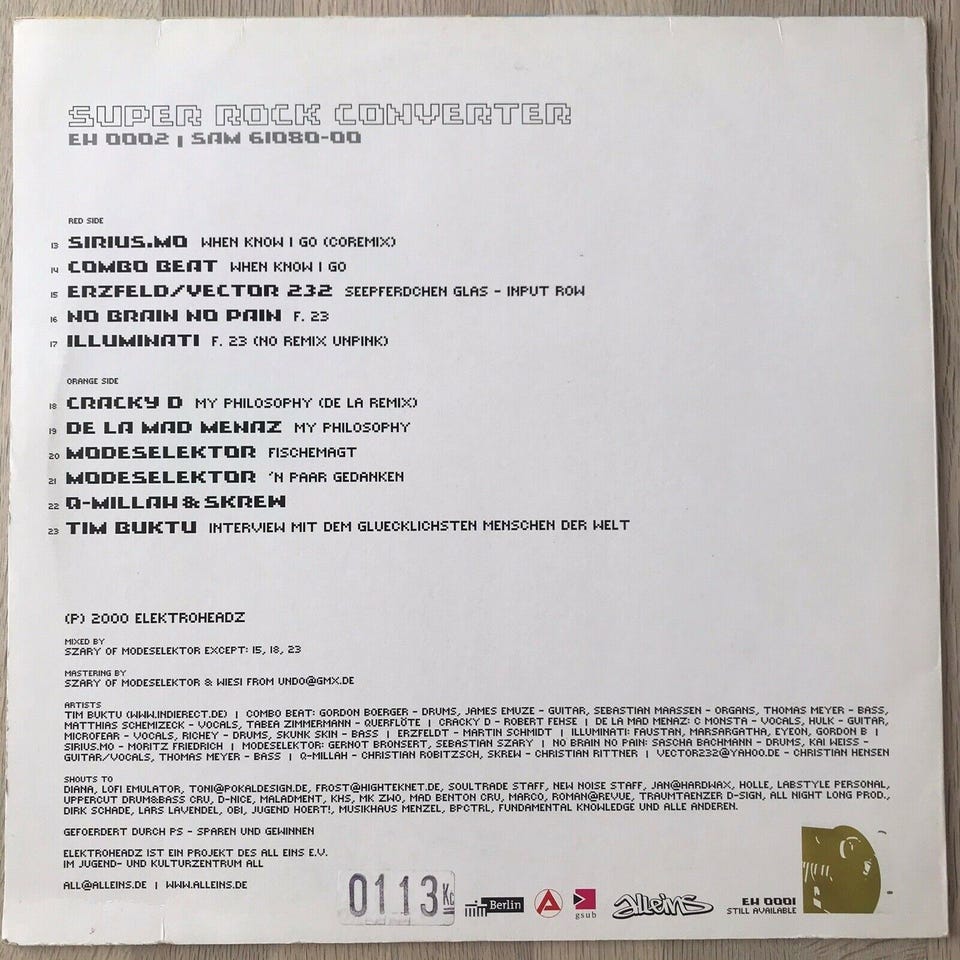 SUPER ROCK CONVERTER
EH 0002 | SAM 61080-00
RED SIDE
13 SIRIUS.MO WHEN KNOW I GO (COREMIX)
14 COMBO BEAT WHEN KNOW I GO
15 ERZFELD/VECTOR 232 SEEPFERDCHEN GLAS - INPUT ROW
16 NO BRAIN NO PAIN F. 23
17 ILLUMINATI F. 23 (NO REMIX UNPINK)
ORANGE SIDE
18 CRACKY D MY PHILOSOPHY (DE LA REMIX)
19 DE LA MAD MENAZ MY PHILOSOPHY
20 MODESELEKTOR FISCHEMAGT
21 MODESELEKTOR 'N PAAR GEDANKEN
22 Q-MILLAH & SKREW
23 TIM BUKTU INTERVIEW MIT DEM GLUECKLICHSTEN MENSCHEN DER WELT
(P) 2000 ELEKTROHEADZ
MIXED BY
SZARY OF MODESELEKTOR EXCEPT: 15, 18, 23
MASTERING BY
SZARY OF MODESELEKTOR & WIESI FROM UNDO@GMX.DE
ARTISTS
TIM BUKTU (WWW.INDIERECT.DE) | COMBO BEAT: GORDON BOERGER - DRUMS, JAMES EMUZE - GUITAR, SEBASTIAN MAASSEN - ORGANS, THOMAS MEYER - BASS,
MATTHIAS SCHEMIZECK - VOCALS, TABEA ZIMMERMANN - QUERFLÖTE | CRACKY D - ROBERT FEHSE | DE LA MAD MENAZ: C MONSTA - VOCALS, HULK - GUITAR,
MICROFEAR - VOCALS, RICHEY - DRUMS, SKUNK SKIN - BASS | ERZFELDT - MARTIN SCHMIDT | ILLUMINATI: FAUSTAN, MARSARGATHA, EYEON, GORDON B |
SIRIUS.MO - MORITZ FRIEDRICH | MODESELEKTOR: GERNOT BRONSERT, SEBASTIAN SZARY | NO BRAIN NO PAIN: SASCHA BACHMANN - DRUMS, KAI WEISS -
GUITAR/VOCALS, THOMAS MEYER - BASS | Q-MILLAH - CHRISTIAN ROBITZSCH, SKREW - CHRISTIAN RITTNER | VECTOR232@YAHOO.DE - CHRISTIAN HENSEN
SHOUTS TO
DIANA, LOFI EMULATOR, TONI@POKALDESIGN.DE, FROST@HIGHTEKNET.DE, SOULTRADE STAFF, NEW NOISE STAFF, JAN@HARDWAX, HOLLE, LABSTYLE PERSONAL,
UPPERCUT DRUM&BASS CRU, D-NICE, MALADMENT, KHS, MK ZWO, MAD BENTON CRU, MARCO, ROMAN@REVUE, TRAUMTAENZER D-SIGN, ALL NIGHT LONG PROD.,
DIRK SCHADE, LARS LAVENDEL, OBI, JUGEND HOERT!, MUSIKHAUS MENZEL, BPCTRL, FUNDAMENTAL KNOWLEDGE UND ALLE ANDEREN.
GEFOERDERT DURCH PS - SPAREN UND GEWINNEN
ELEKTROHEADZ IST EIN PROJEKT DES ALL EINS E.V.
IM JUGEND- UND KULTURZENTRUM ALL
ALL@ALLEINS.DE | WWW.ALLEINS.DE
0113 Kc
Berlin
gsub
alleins
EH 0001
STILL AVAILABLE